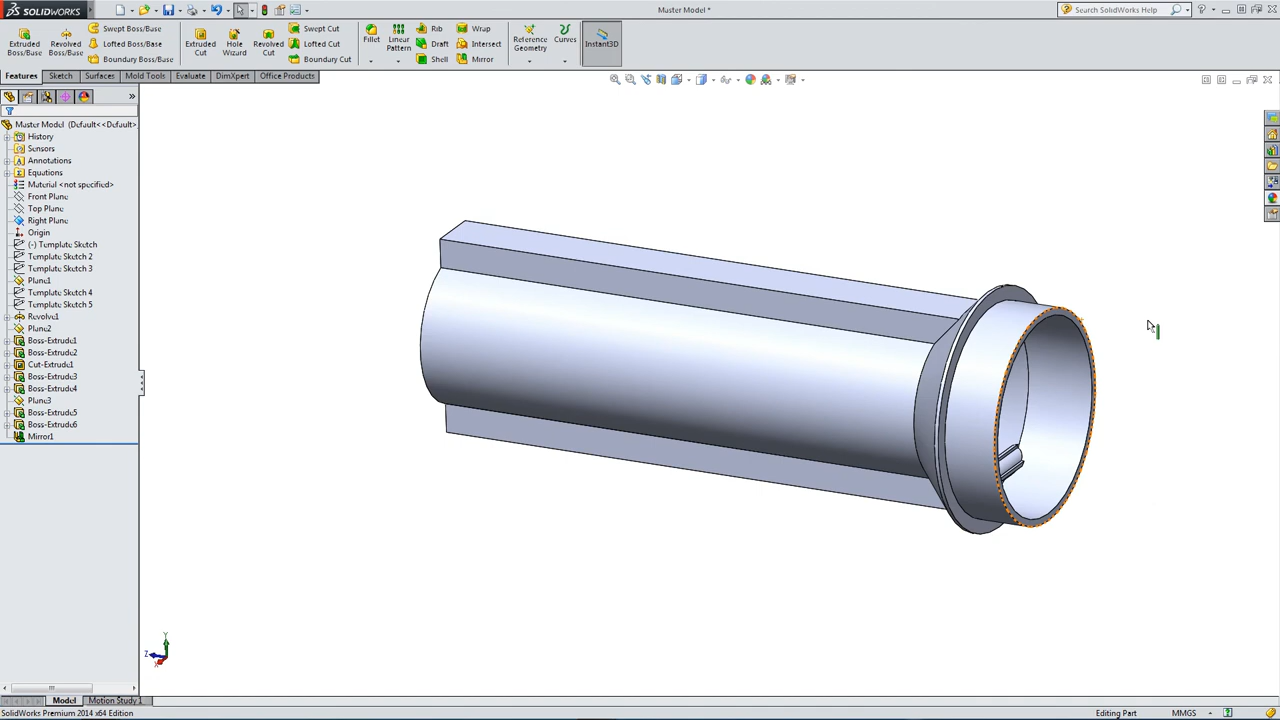 SOLIDWORKS
Master Model *
Search SolidWorks Help
Extruded Boss/Base
Revolved Boss/Base
Swept Boss/Base
Lofted Boss/Base
Boundary Boss/Base
Extruded Cut
Hole Wizard
Revolved Cut
Swept Cut
Lofted Cut
Boundary Cut
Fillet
Linear Pattern
Rib
Draft
Shell
Wrap
Intersect
Mirror
Reference Geometry
Curves
Instant3D
Features
Sketch
Surfaces
Mold Tools
Evaluate
DimXpert
Office Products
Master Model (Default<<Default>
History
Sensors
Annotations
Equations
Material <not specified>
Front Plane
Top Plane
Right Plane
Origin
(-) Template Sketch
Template Sketch 2
Template Sketch 3
Plane1
Template Sketch 4
Template Sketch 5
Revolve1
Plane2
Boss-Extrude1
Boss-Extrude2
Cut-Extrude1
Boss-Extrude3
Boss-Extrude4
Plane3
Boss-Extrude5
Boss-Extrude6
Mirror1
Y
Z
X
Model
Motion Study 1
SolidWorks Premium 2014 x64 Edition
Editing Part
MMGS